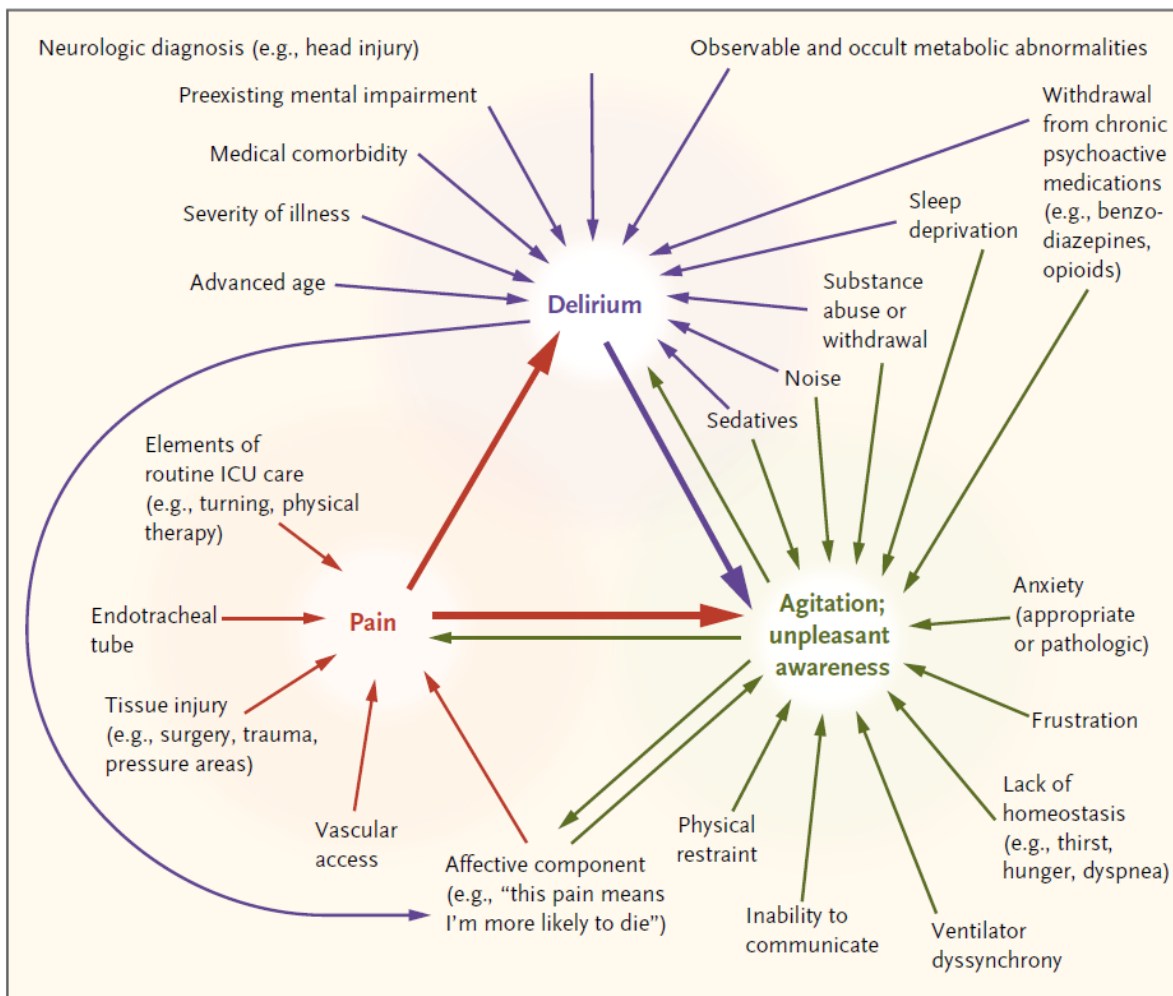 Neurologic diagnosis (e.g., head injury)
Observable and occult metabolic abnormalities
Preexisting mental impairment
Withdrawal
from chronic
psychoactive
medications
(e.g., benzo-
diazepines,
opioids)
Medical comorbidity
Severity of illness
Sleep
deprivation
Advanced age
Delirium
Substance
abuse or
withdrawal
Noise
Sedatives
Elements of
routine ICU care
(e.g., turning, physical
therapy)
Endotracheal
tube
Pain
Agitation;
unpleasant
awareness
Anxiety
(appropriate
or pathologic)
Tissue injury
(e.g., surgery, trauma,
pressure areas)
Frustration
Vascular
access
Affective component
(e.g., “this pain means
I’m more likely to die”)
Physical
restraint
Lack of
homeostasis
(e.g., thirst,
hunger, dyspnea)
Inability to
communicate
Ventilator
dyssynchrony